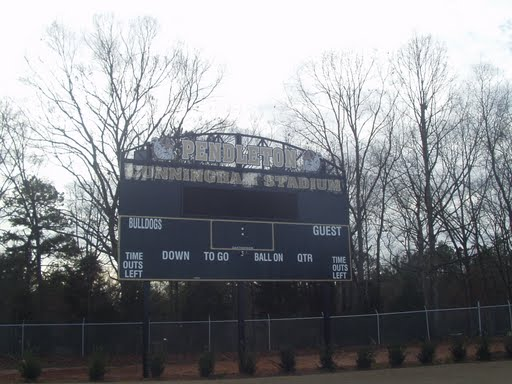 PENDLETON
CUNNINGHAM STADIUM
BULLDOGS GUEST
DOWN TO GO BALL ON QTR
TIME OUTS LEFT
TIME OUTS LEFT